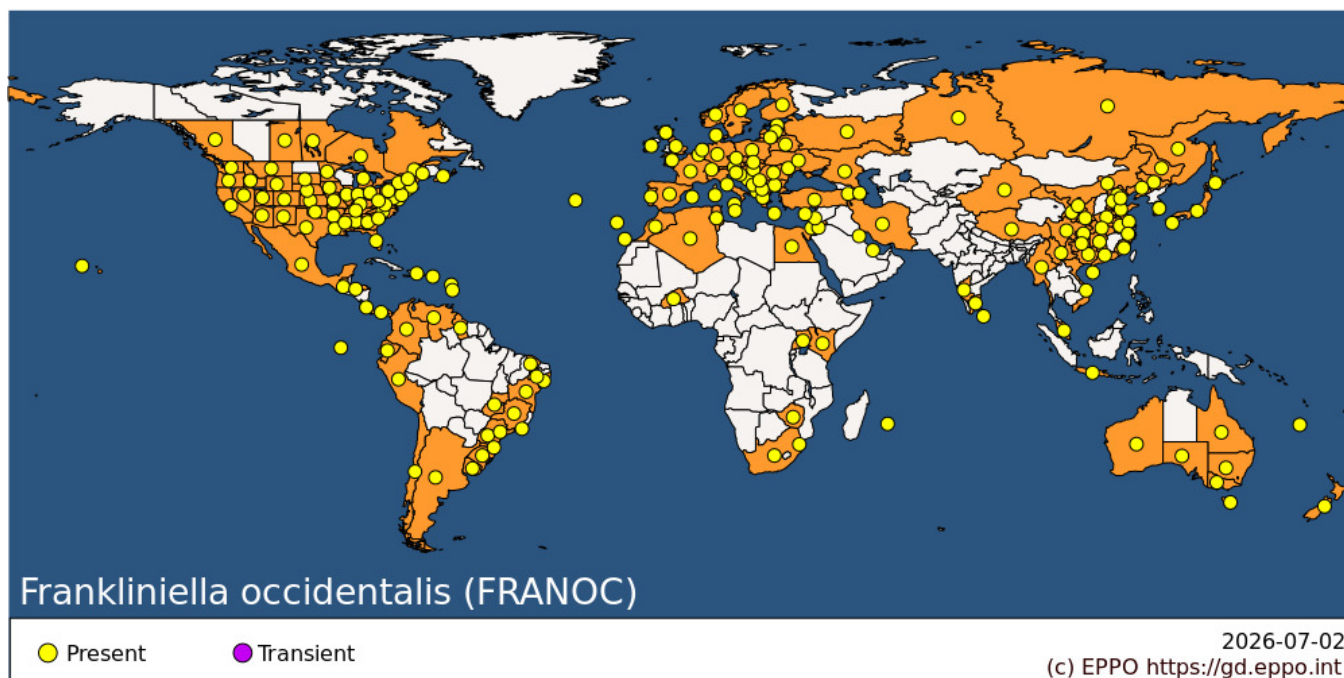 Frankliniella occidentalis (FRANOC)
Present
Transient
2026-07-02
(c) EPPO https://gd.eppo.int